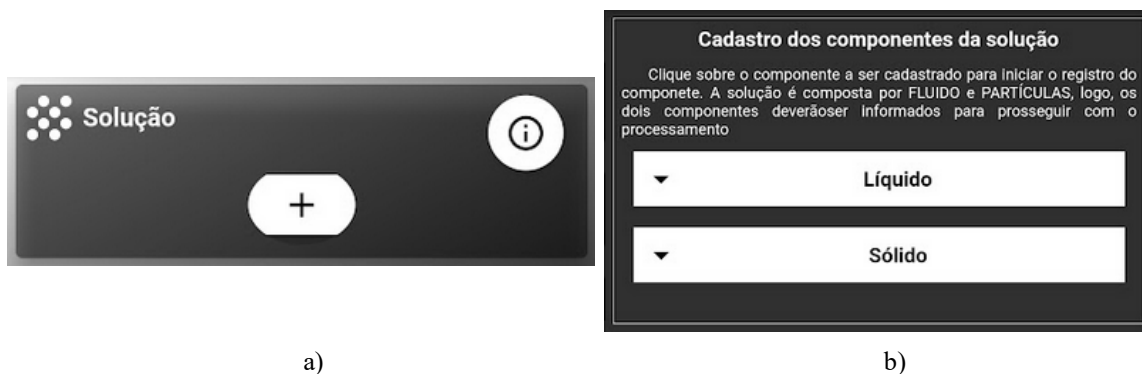 Solução
+
Cadastro dos componentes da solução
Clique sobre o componente a ser cadastrado para iniciar o registro do
componete. A solução é composta por FLUIDO e PARTÍCULAS, logo, os
dois componentes deverãoser informados para prosseguir com o
processamento
Líquido
Sólido
a)
b)